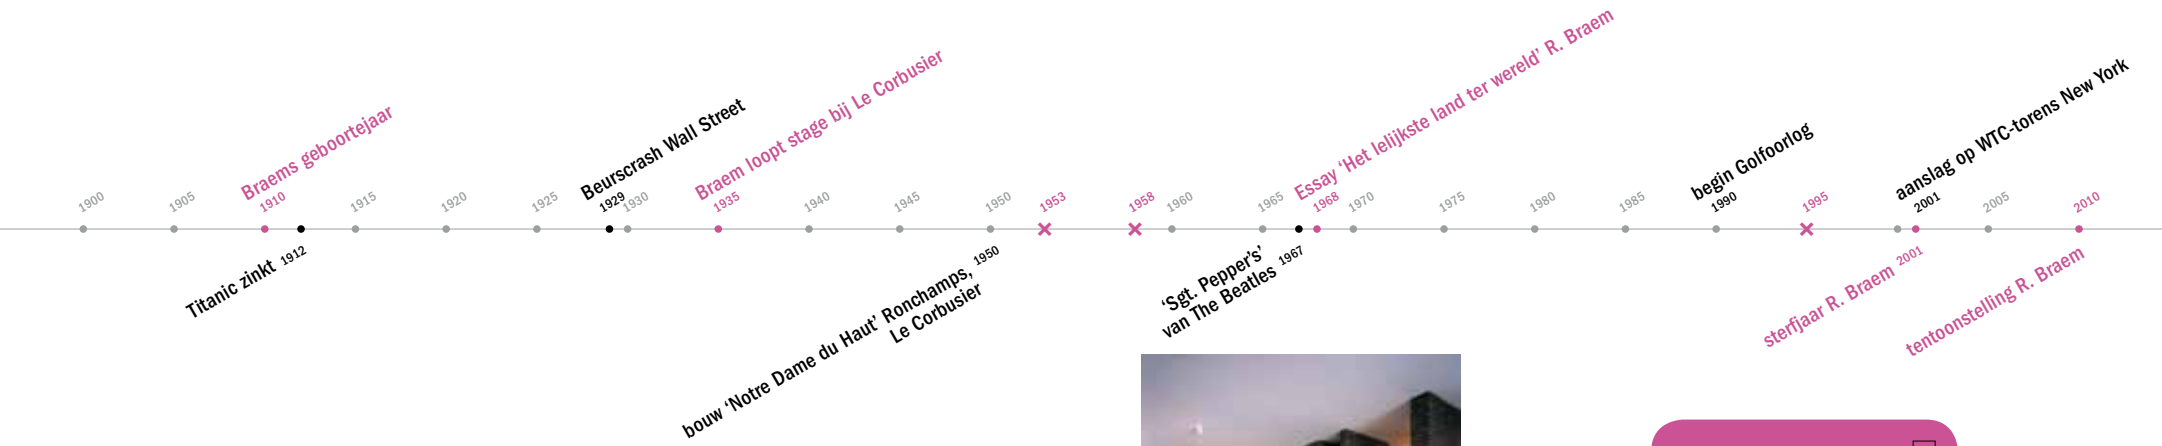 Braems geboortejaar
Beurscrash Wall Street
Braem loopt stage bij Le Corbusier
Essay ‘Het lelijkste land ter wereld’ R. Braem
begin Golfoorlog
aanslag op WTC-torens New York
1900
1905
1910
1915
1920
1925
1929
1930
1935
1940
1945
1950
1953
1958
1960
1965
1968
1970
1975
1980
1985
1990
1995
2001
2005
2010
Titanic zinkt 1912
bouw ‘Notre Dame du Haut’ Ronchamps, 1950
Le Corbusier
‘Sgt. Pepper’s’
van The Beatles 1967
sterfjaar R. Braem 2001
tentoonstelling R. Braem